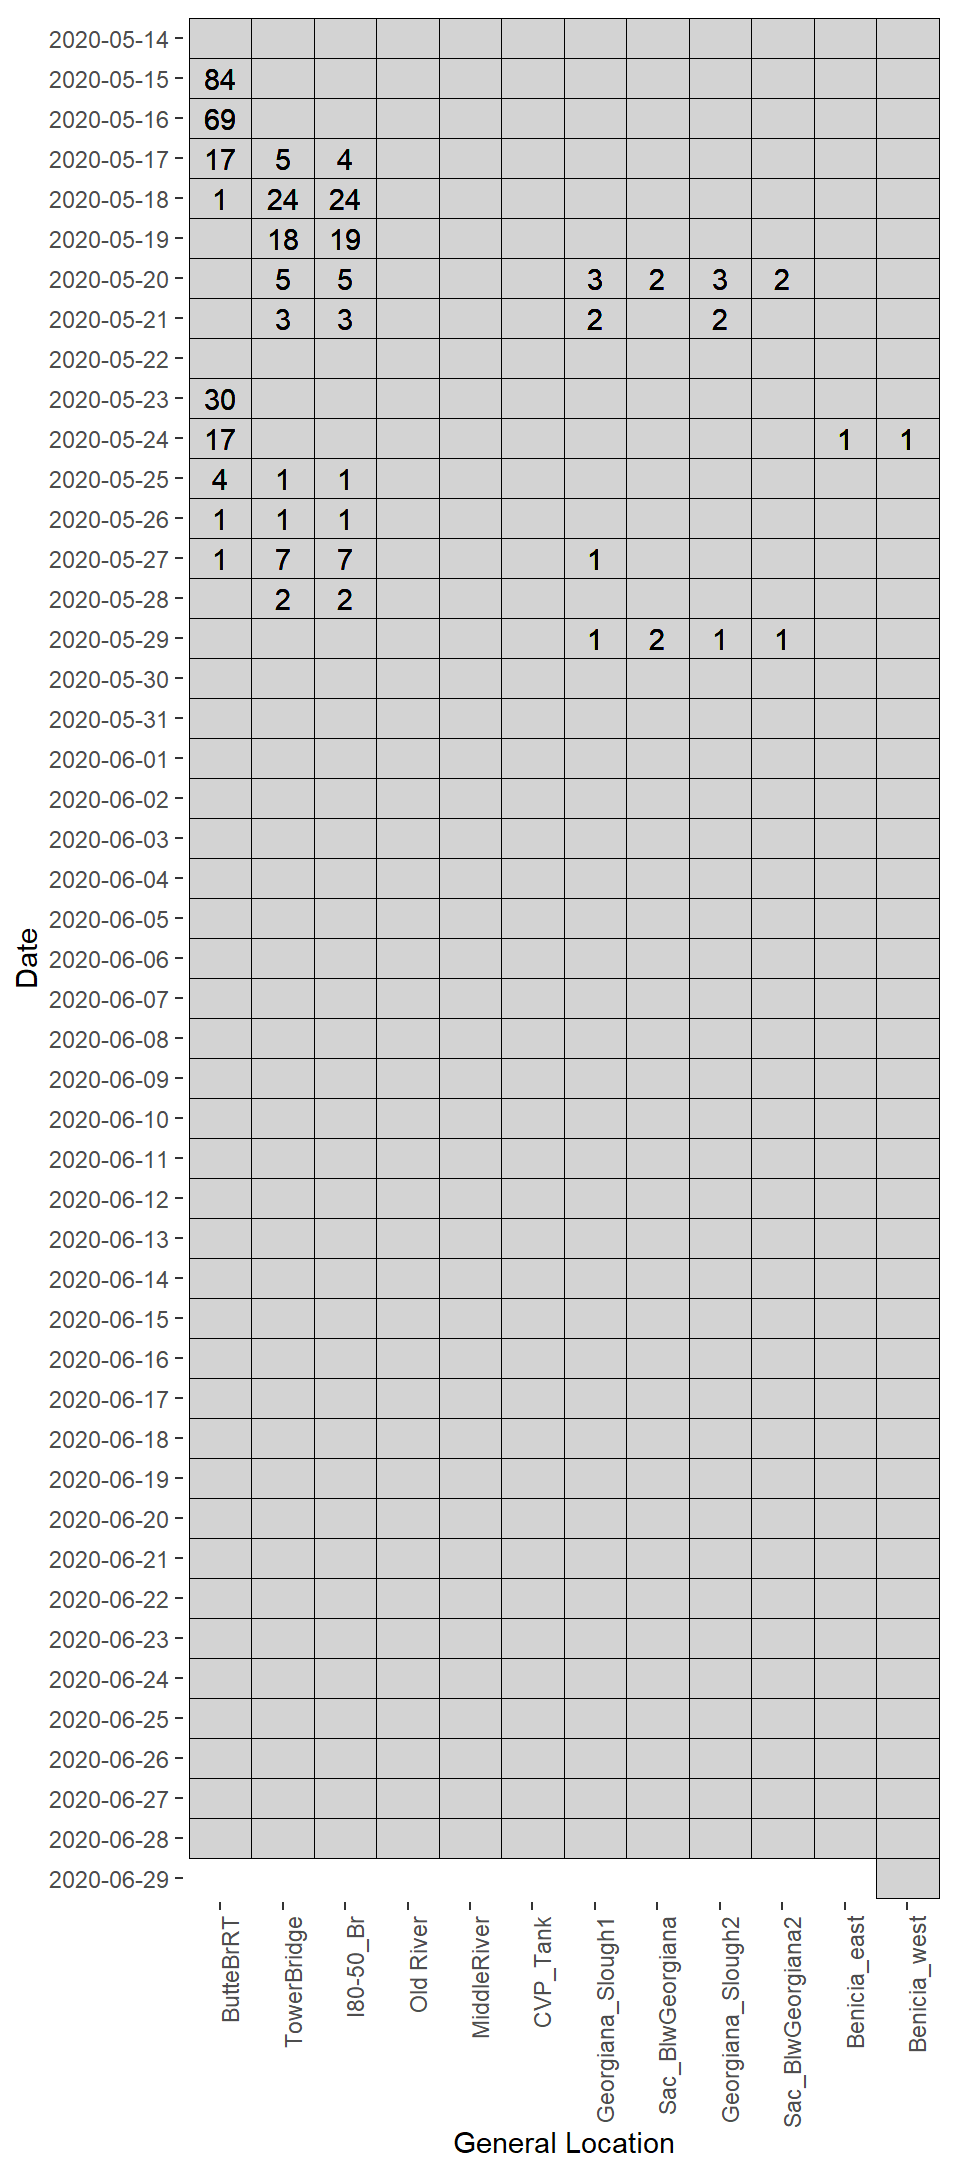 2020-05-14
2020-05-15 84
2020-05-16 69
2020-05-17 17 5 4
2020-05-18 1 24 24
2020-05-19 18 19
2020-05-20 5 5 3 2 3 2
2020-05-21 3 3 2 2
2020-05-22
2020-05-23 30
2020-05-24 17 1 1
2020-05-25 4 1 1
2020-05-26 1 1 1
2020-05-27 1 7 7 1
2020-05-28 2 2
2020-05-29 1 2 1 1
2020-05-30
2020-05-31
2020-06-01
2020-06-02
2020-06-03
2020-06-04
2020-06-05
2020-06-06
2020-06-07
2020-06-08
2020-06-09
2020-06-10
2020-06-11
2020-06-12
2020-06-13
2020-06-14
2020-06-15
2020-06-16
2020-06-17
2020-06-18
2020-06-19
2020-06-20
2020-06-21
2020-06-22
2020-06-23
2020-06-24
2020-06-25
2020-06-26
2020-06-27
2020-06-28
2020-06-29
Date
ButteBrRT
TowerBridge
I80-50_Br
Old River
MiddleRiver
CVP_Tank
Georgiana_Slough1
Sac_BlwGeorgiana
Georgiana_Slough2
Sac_BlwGeorgiana2
Benicia_east
Benicia_west
General Location